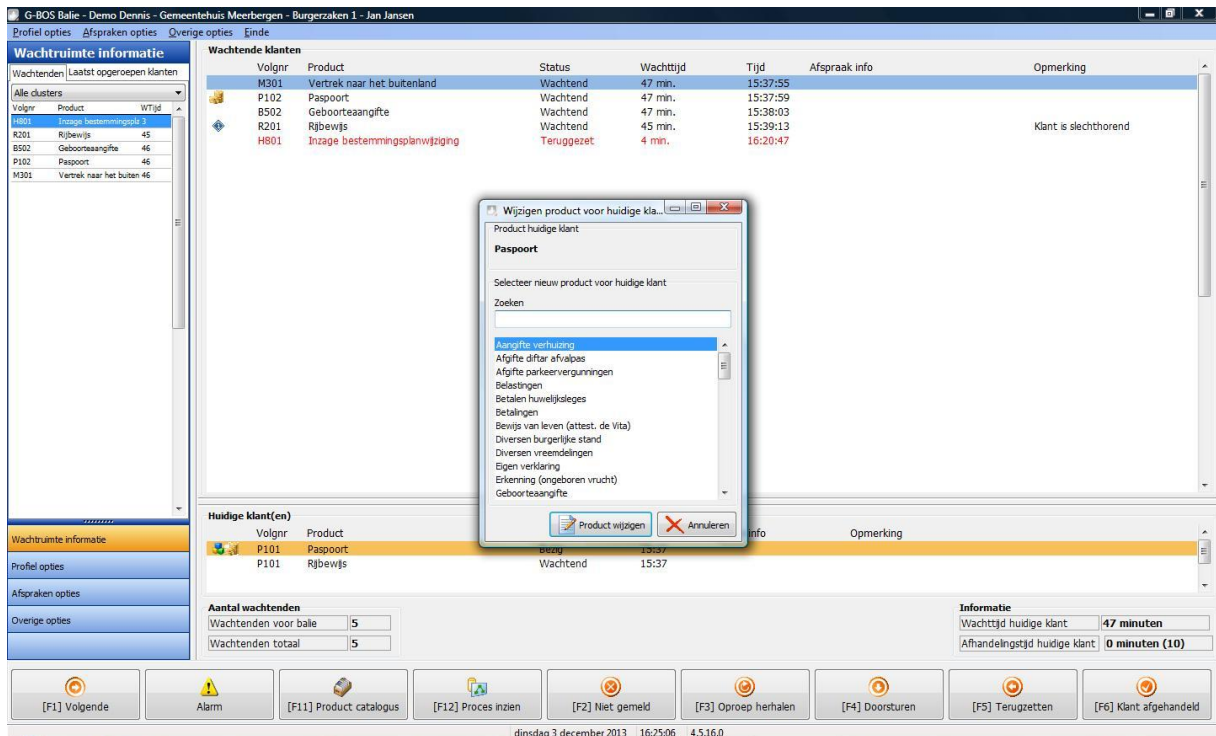 G-BOS Balie - Demo Dennis - Gemeentehuis Meerbergen - Burgerzaken 1 - Jan Jansen
Profiel opties Afspraken opties Overige opties Einde
Wachtruimte informatie
Wachtenden Laatst opgeroepen klanten
Alle clusters
Volgnr Product WTijd
H801 Inzage bestemmingspla 3
R201 Rijbewijs 45
B502 Geboorteaangifte 46
P102 Paspoort 46
M301 Vertrek naar het buiten 46
Wachtruimte informatie
Profiel opties
Afspraken opties
Overige opties
Wachtende klanten
Volgnr Product Status Wachttijd Tijd Afspraak info Opmerking
M301 Vertrek naar het buitenland Wachtend 47 min. 15:37:55
P102 Paspoort Wachtend 47 min. 15:37:59
B502 Geboorteaangifte Wachtend 47 min. 15:38:03
R201 Rijbewijs Wachtend 45 min. 15:39:13 Klant is slechthorend
H801 Inzage bestemmingsplanwijziging Teruggezet 4 min. 16:20:47
Wijzigen product voor huidige kla...
Product huidige klant
Paspoort
Selecteer nieuw product voor huidige klant
Zoeken
Aangifte verhuizing
Afgifte diftar afvalpas
Afgifte parkeervergunningen
Belastingen
Betalen huwelijksleges
Betalingen
Bewijs van leven (attest. de Vita)
Diversen burgerlijke stand
Diversen vreemdelingen
Eigen verklaring
Erkenning (ongeboren vrucht)
Geboorteaangifte
Product wijzigen Annuleren
Huidige klant(en)
Volgnr Product info Opmerking
P101 Paspoort Bezig 15:37
P101 Rijbewijs Wachtend 15:37
Aantal wachtenden
Wachtenden voor balie 5
Wachtenden totaal 5
Informatie
Wachttijd huidige klant 47 minuten
Afhandelingstijd huidige klant 0 minuten (10)
[F1] Volgende Alarm [F11] Product catalogus [F12] Proces inzien [F2] Niet gemeld [F3] Oproep herhalen [F4] Doorsturen [F5] Terugzetten [F6] Klant afgehandeld
dinsdag 3 december 2013 16:25:06 4.5.16.0